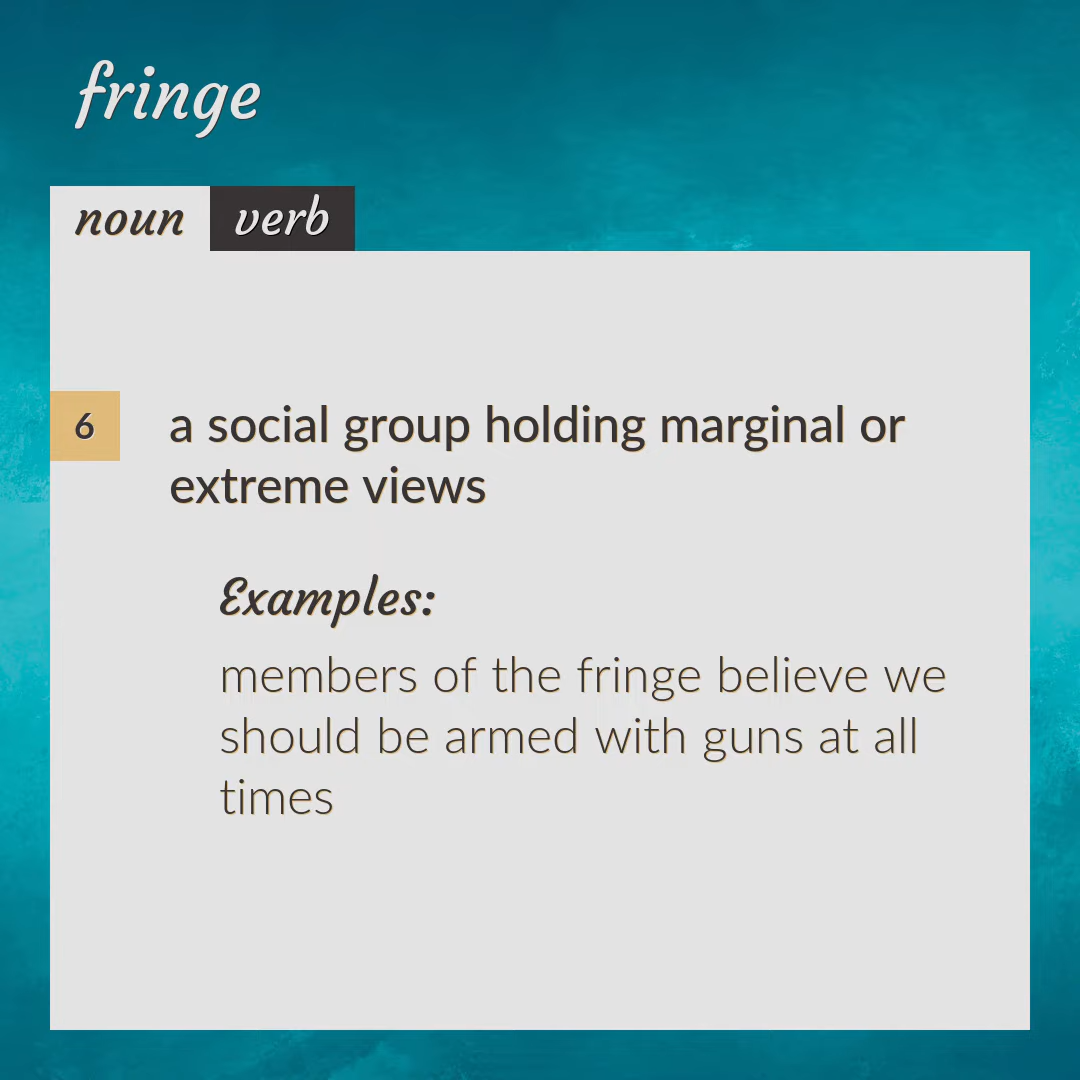 fringe
noun verb
6 a social group holding marginal or
extreme views
Examples:
members of the fringe believe we
should be armed with guns at all
times